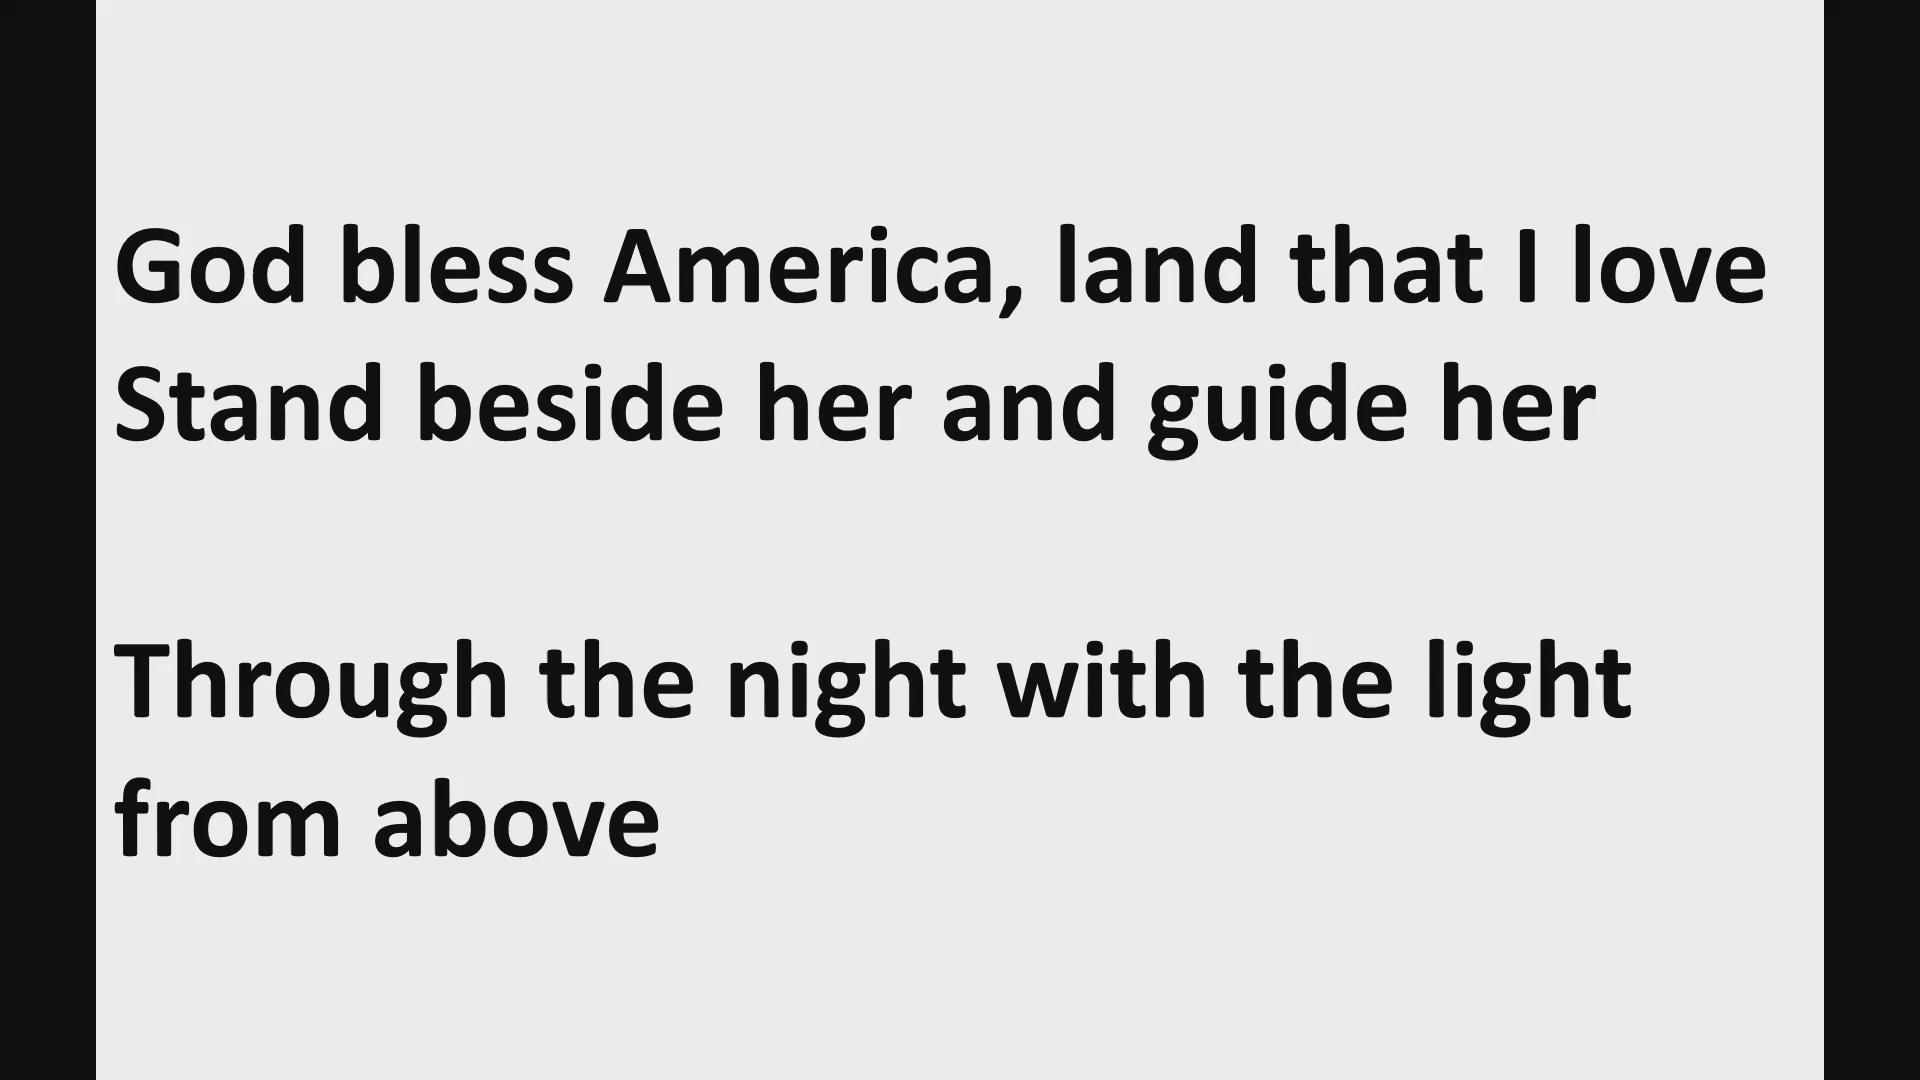 God bless America, land that I love
Stand beside her and guide her
Through the night with the light
from above